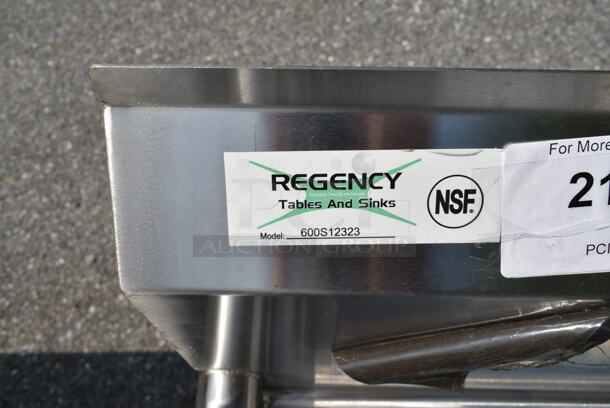 REGENCY
Tables And Sinks
Model: 600S12323
NSF®
For More
21
PCI
AUCTION GROUP